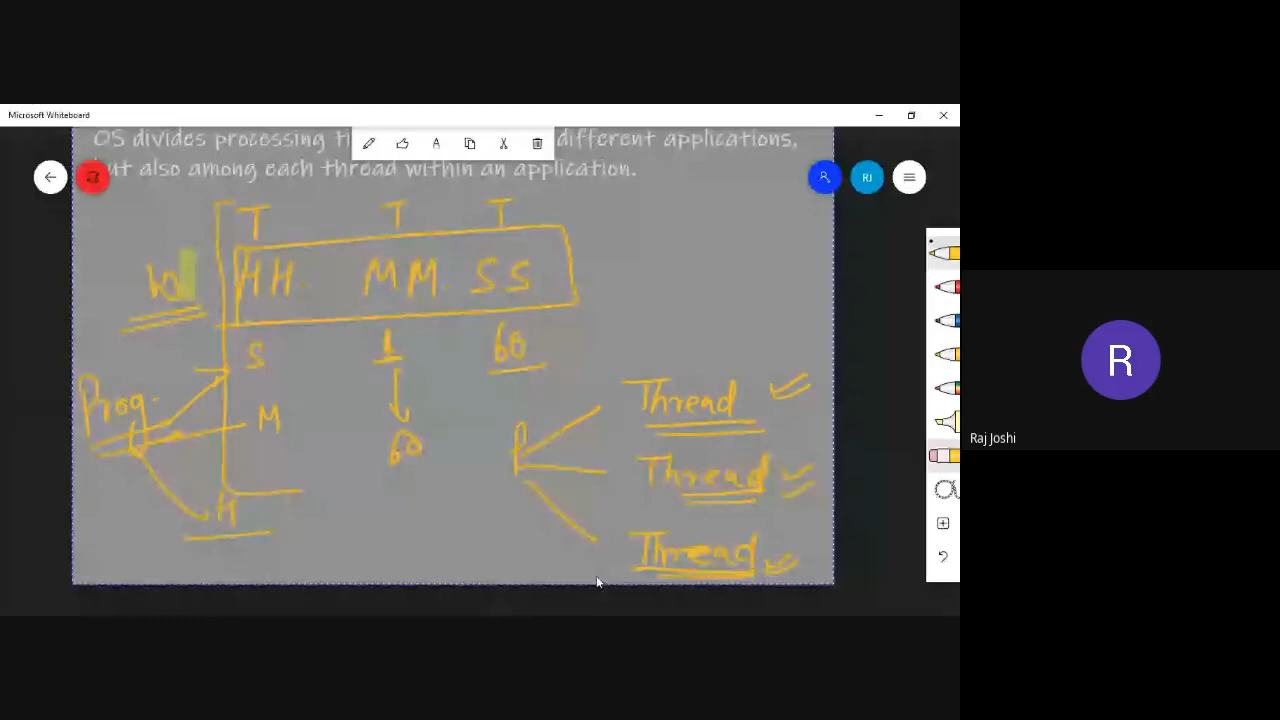 Microsoft Whiteboard
OS divides processing ti different applications,
but also among each thread within an application.
RJ
T T T
HH. MM. SS
S 1 60
Prog.
M
60
H
P
Thread
Thread
Thread
R
Raj Joshi